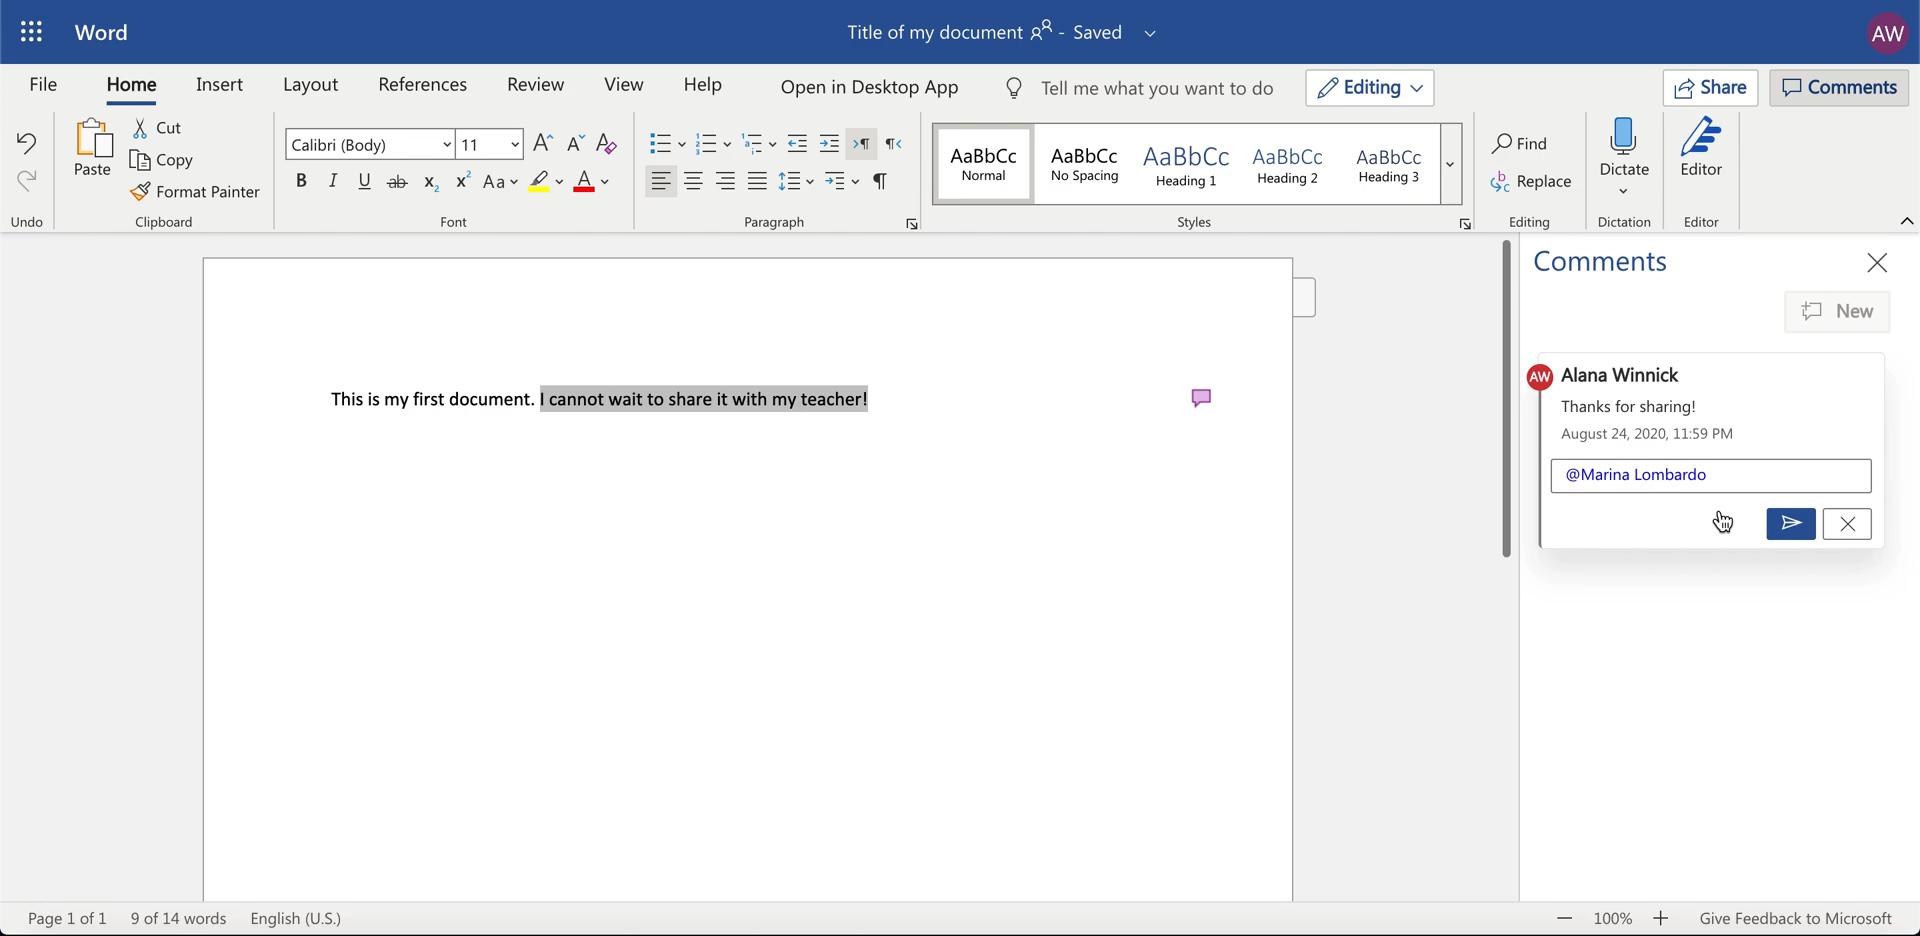 Word
Title of my document - Saved
AW
File Home Insert Layout References Review View Help Open in Desktop App Tell me what you want to do Editing Share Comments
Paste
Cut
Copy
Format Painter
Calibri (Body) 11
B I U ab X₂ X² Aa A
AaBbCc AaBbCc AaBbCc AaBbCc AaBbCc
Normal No Spacing Heading 1 Heading 2 Heading 3
Find
Replace
Dictate
Editor
Undo Clipboard Font Paragraph Styles Editing Dictation Editor
Comments
New
This is my first document. I cannot wait to share it with my teacher!
AW Alana Winnick
Thanks for sharing!
August 24, 2020, 11:59 PM
@Marina Lombardo
Page 1 of 1 9 of 14 words English (U.S.) 100% Give Feedback to Microsoft